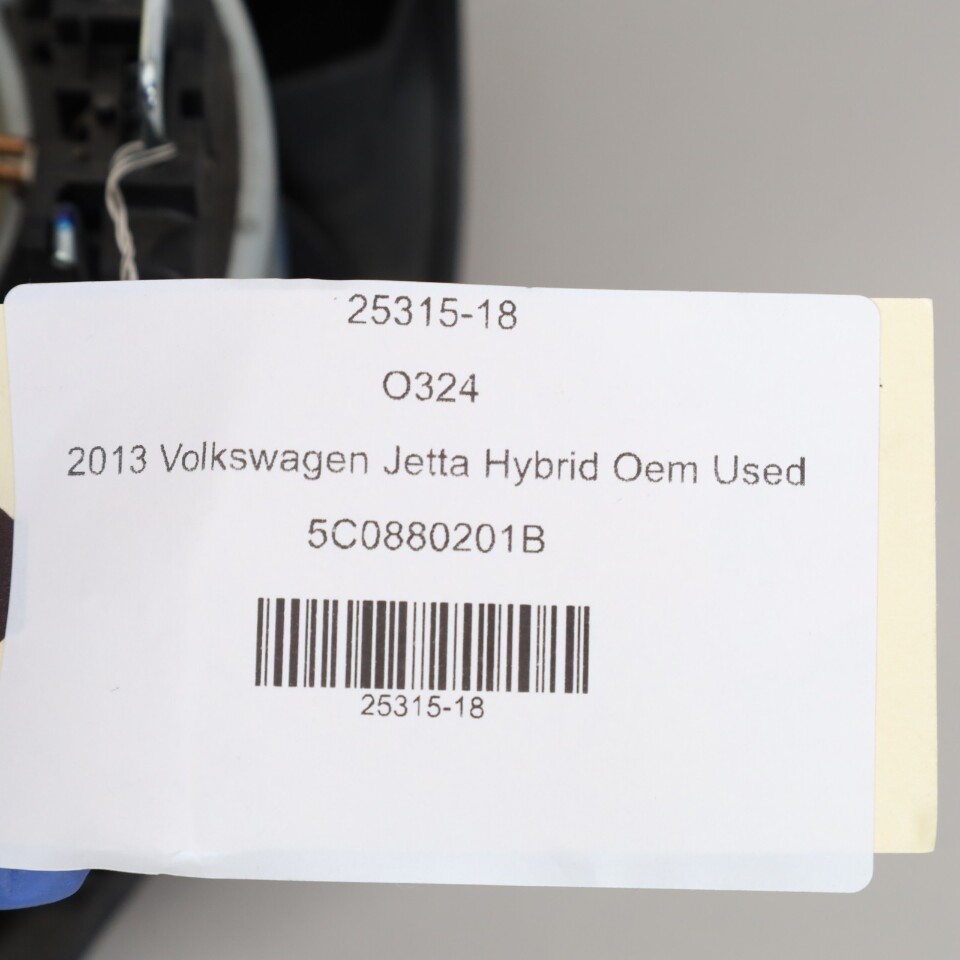 25315-18
O324
2013 Volkswagen Jetta Hybrid Oem Used
5C0880201B
25315-18